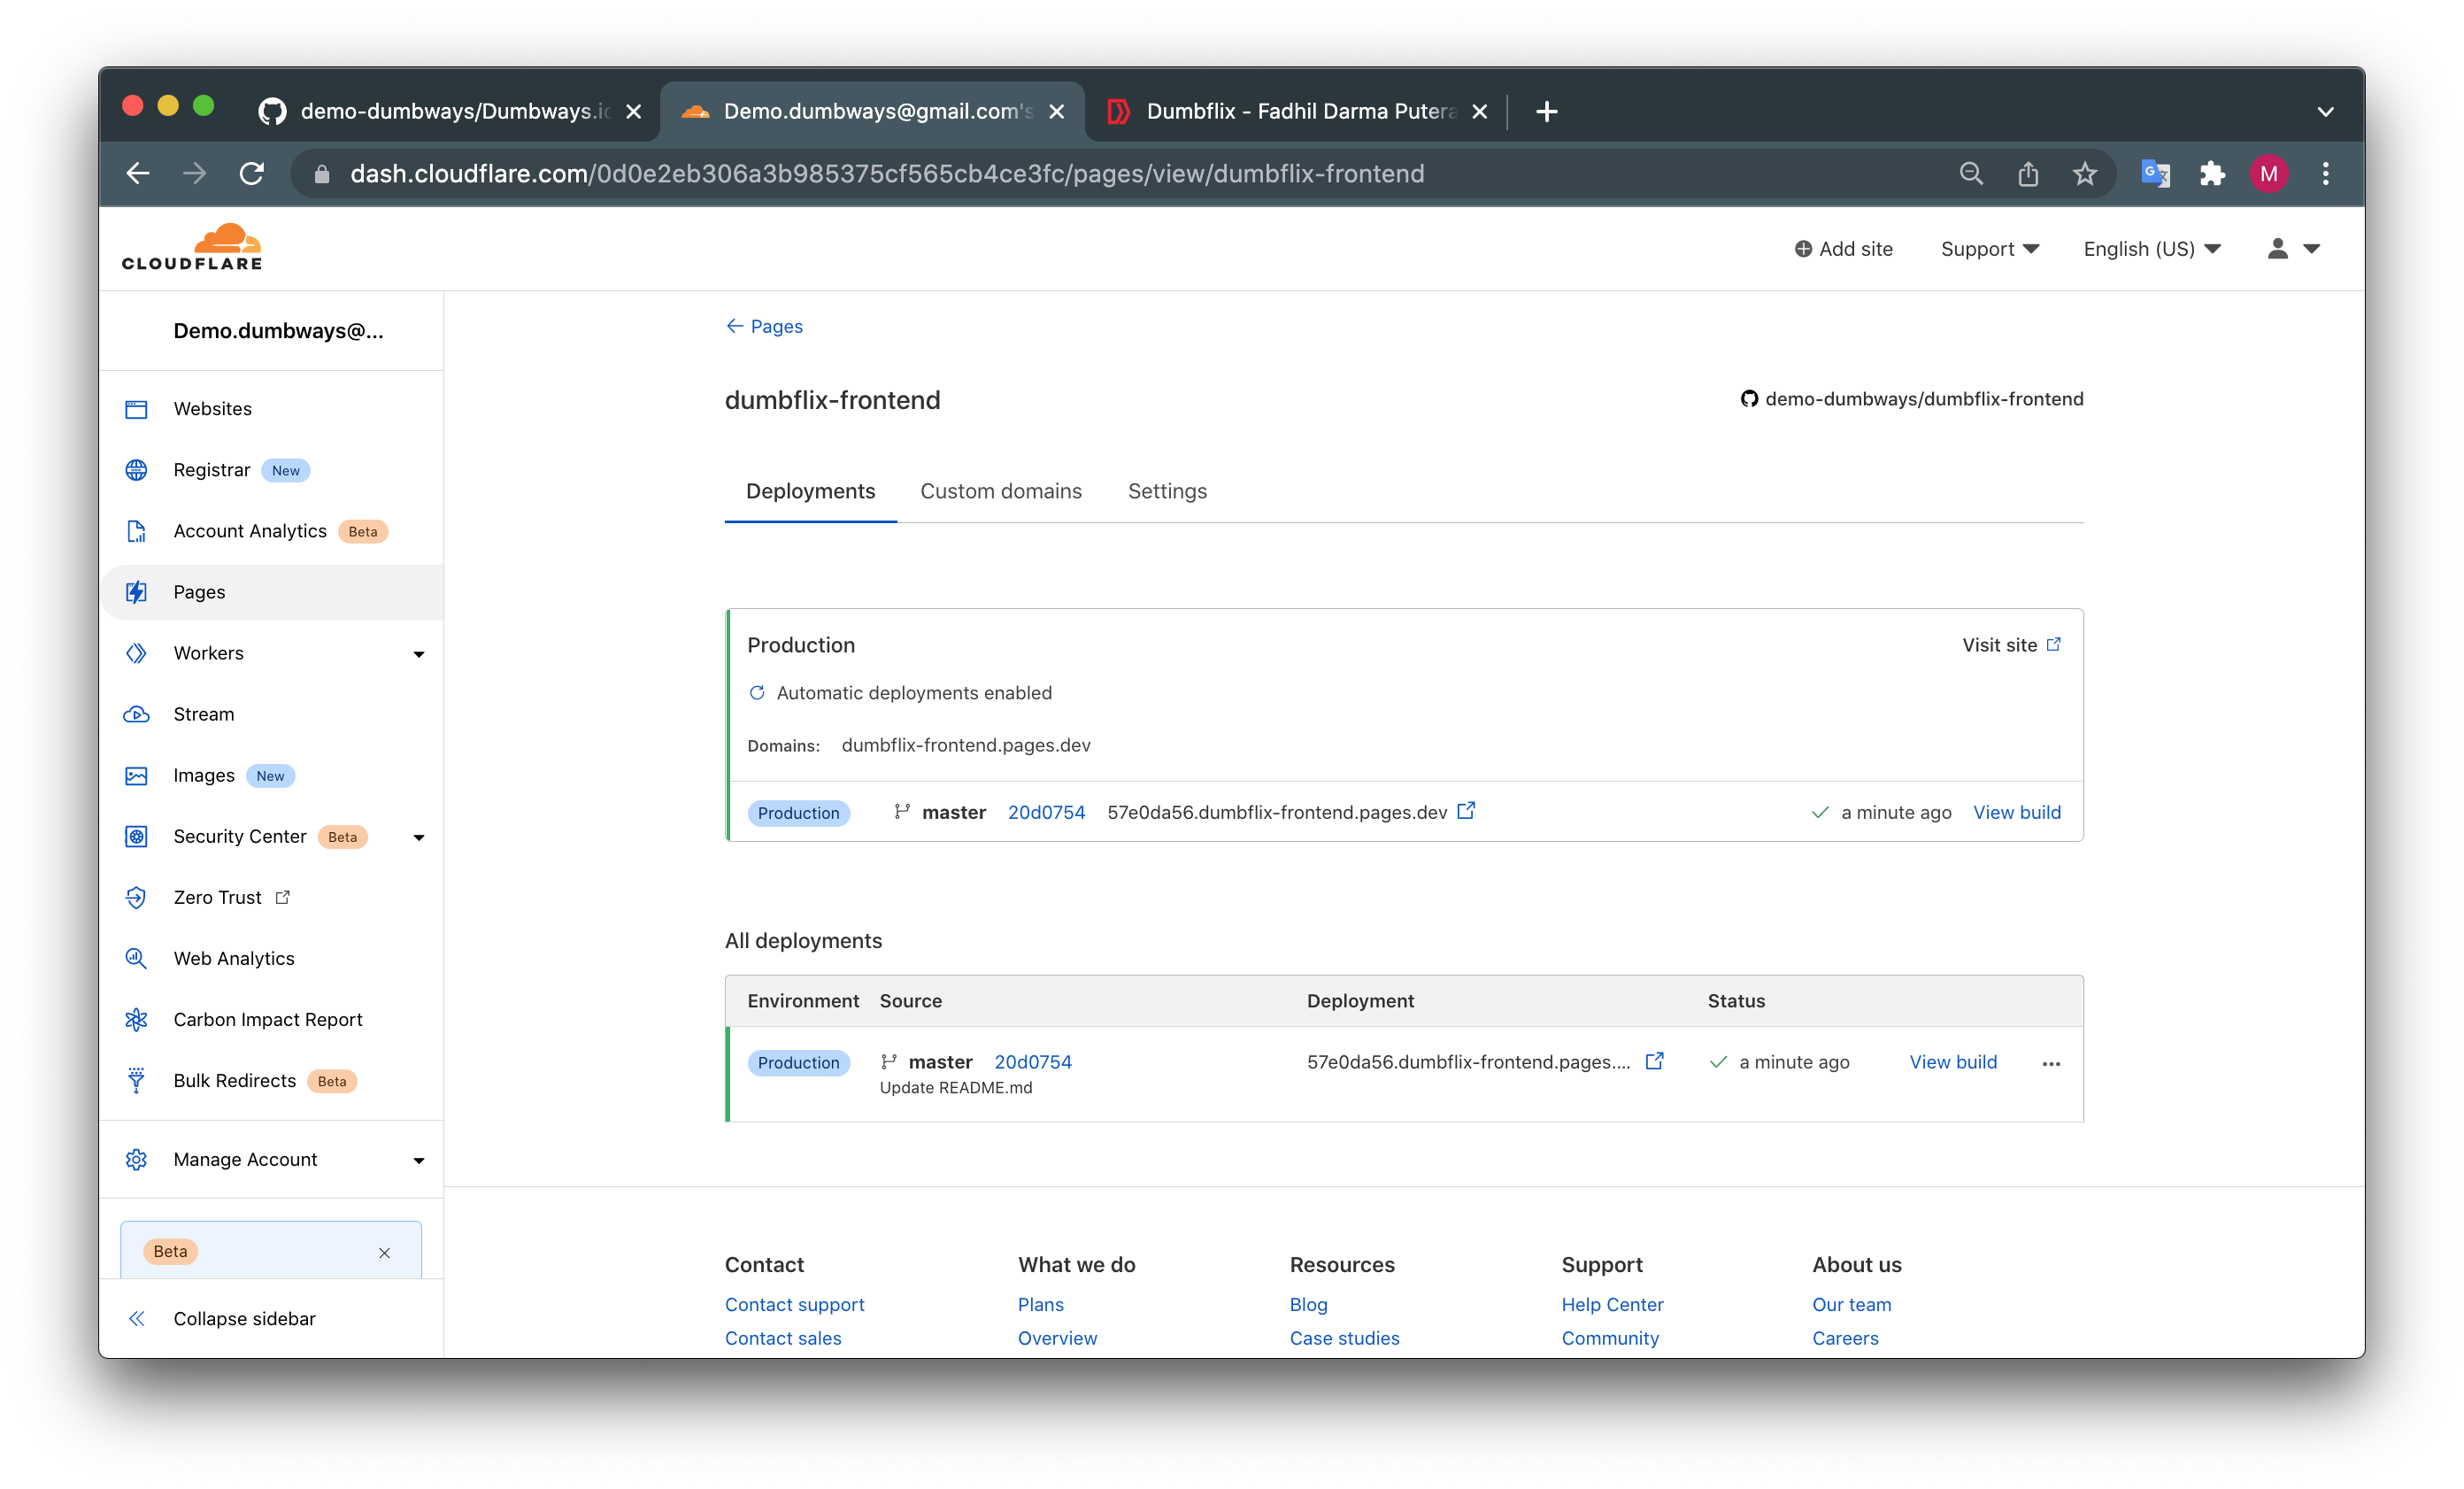 demo-dumbways/Dumbways.ic
Demo.dumbways@gmail.com's
Dumbflix - Fadhil Darma Putera
dash.cloudflare.com/0d0e2eb306a3b985375cf565cb4ce3fc/pages/view/dumbflix-frontend
M
CLOUDFLARE
Add site
Support
English (US)
Demo.dumbways@...
Websites
Registrar New
Account Analytics Beta
Pages
Workers
Stream
Images New
Security Center Beta
Zero Trust
Web Analytics
Carbon Impact Report
Bulk Redirects Beta
Manage Account
Beta
Collapse sidebar
Pages
dumbflix-frontend
demo-dumbways/dumbflix-frontend
Deployments Custom domains Settings
Production
Visit site
Automatic deployments enabled
Domains: dumbflix-frontend.pages.dev
Production master 20d0754 57e0da56.dumbflix-frontend.pages.dev a minute ago View build
All deployments
Environment Source Deployment Status
Production master 20d0754 57e0da56.dumbflix-frontend.pages.... a minute ago View build ...
Update README.md
Contact What we do Resources Support About us
Contact support Plans Blog Help Center Our team
Contact sales Overview Case studies Community Careers